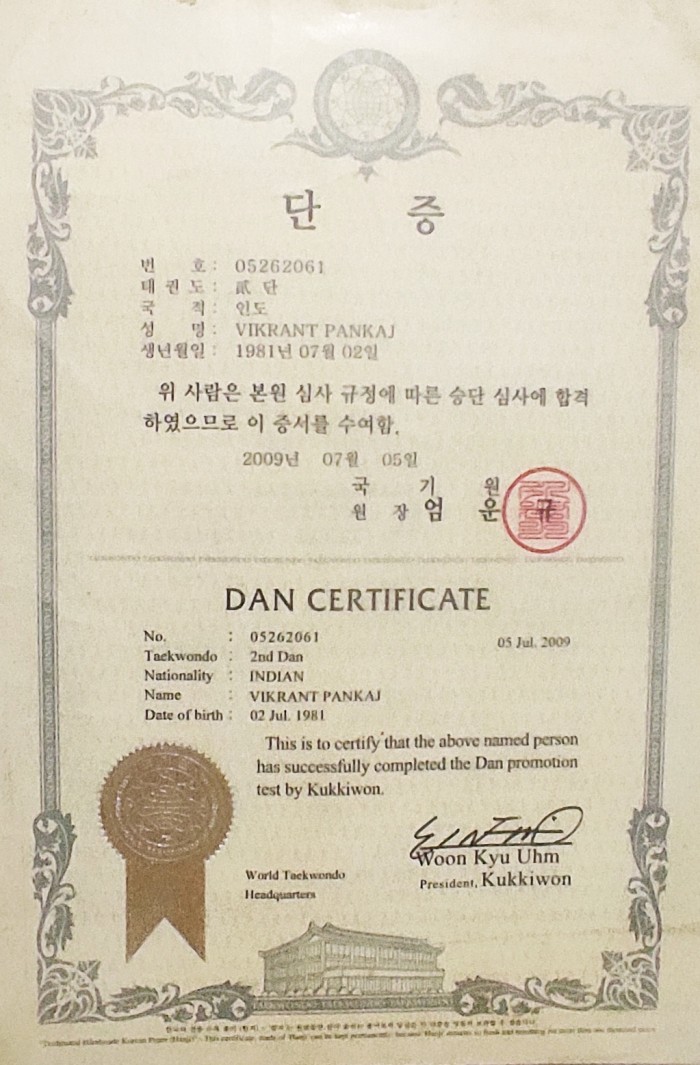 단 증
번 호 : 05262061
태 권 도 : 貳 단
국 적 : 인도
성 명 : VIKRANT PANKAJ
생년월일 : 1981년 07월 02일
위 사람은 본원 심사 규정에 따른 승단 심사에 합격
하였으므로 이 증서를 수여함.
2009년 07월 05일
국 기 원
원 장 엄 운 규
DAN CERTIFICATE
No. : 05262061
05 Jul. 2009
Taekwondo : 2nd Dan
Nationality : INDIAN
Name : VIKRANT PANKAJ
Date of birth : 02 Jul. 1981
This is to certify that the above named person
has successfully completed the Dan promotion
test by Kukkiwon.
Woon Kyu Uhm
President, Kukkiwon
World Taekwondo
Headquarters